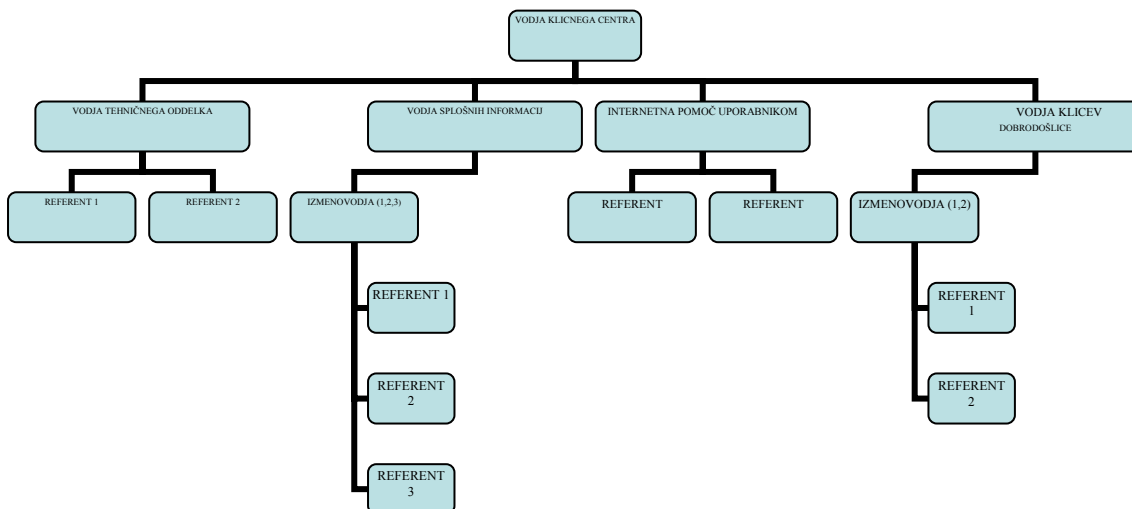 VODJA KLICNEGA CENTRA
VODJA TEHNIČNEGA ODDELKA
VODJA SPLOŠNIH INFORMACIJ
INTERNETNA POMOČ UPORABNIKOM
VODJA KLICEV
DOBRODOŠLICE
REFERENT 1
REFERENT 2
IZMENOVODJA (1,2,3)
REFERENT
REFERENT
IZMENOVODJA (1,2)
REFERENT 1
REFERENT
2
REFERENT
3
REFERENT
1
REFERENT
2